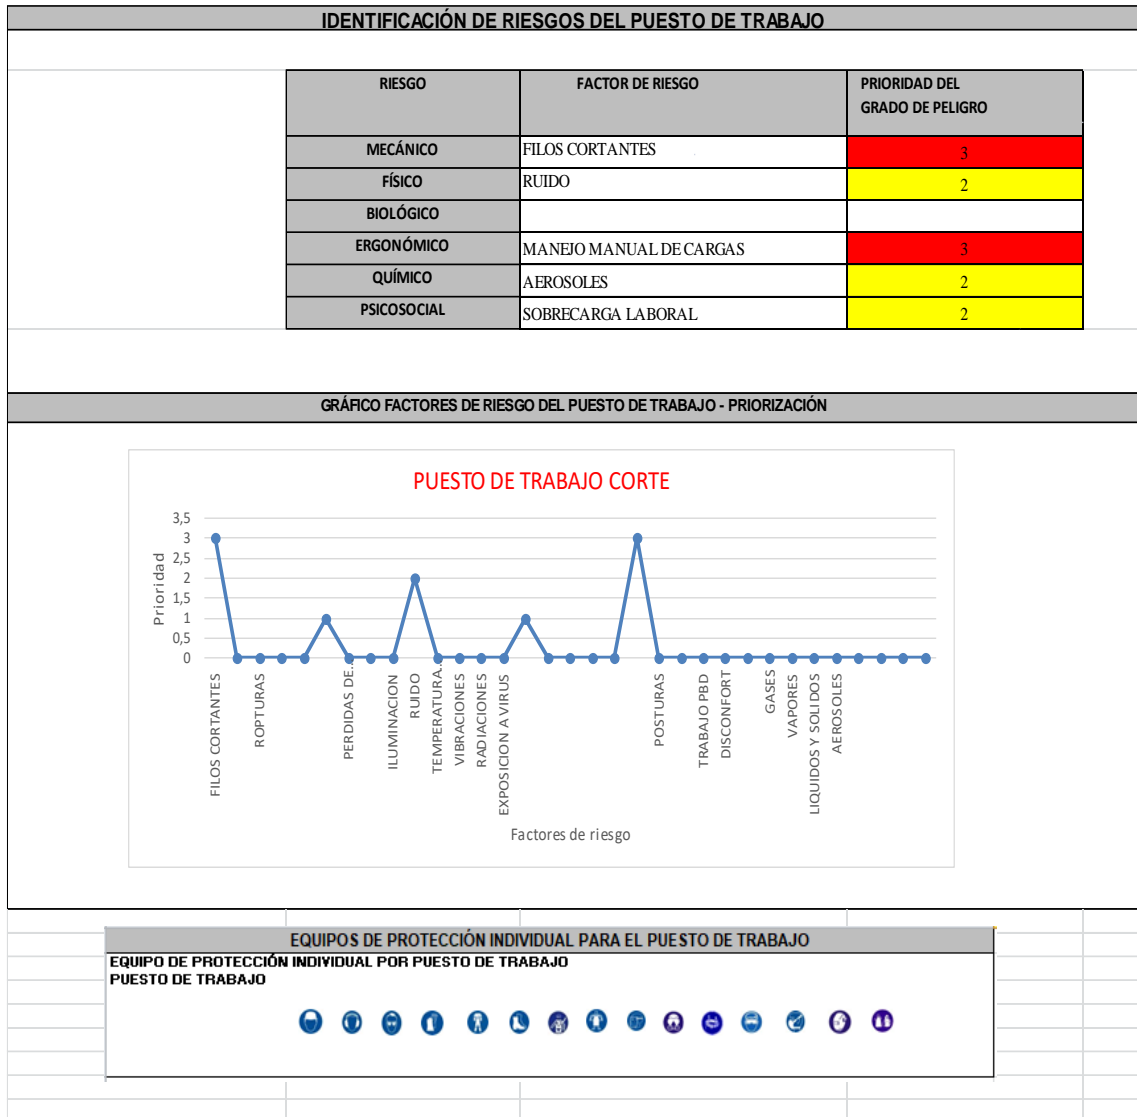 IDENTIFICACIÓN DE RIESGOS DEL PUESTO DE TRABAJO
RIESGO FACTOR DE RIESGO PRIORIDAD DEL GRADO DE PELIGRO
MECÁNICO FILOS CORTANTES 3
FÍSICO RUIDO 2
BIOLÓGICO
ERGONÓMICO MANEJO MANUAL DE CARGAS 3
QUÍMICO AEROSOLES 2
PSICOSOCIAL SOBRECARGA LABORAL 2
GRÁFICO FACTORES DE RIESGO DEL PUESTO DE TRABAJO - PRIORIZACIÓN
PUESTO DE TRABAJO CORTE
Prioridad
3,5
3
2,5
2
1,5
1
0,5
0
FILOS CORTANTES
ROPTURAS
PERDIDAS DE…
ILUMINACION
RUIDO
TEMPERATURA…
VIBRACIONES
RADIACIONES
EXPOSICION A VIRUS
POSTURAS
TRABAJO PBD
DISCONFORT
GASES
VAPORES
LIQUIDOS Y SOLIDOS
AEROSOLES
Factores de riesgo
EQUIPOS DE PROTECCIÓN INDIVIDUAL PARA EL PUESTO DE TRABAJO
EQUIPO DE PROTECCIÓN INDIVIDUAL POR PUESTO DE TRABAJO
PUESTO DE TRABAJO